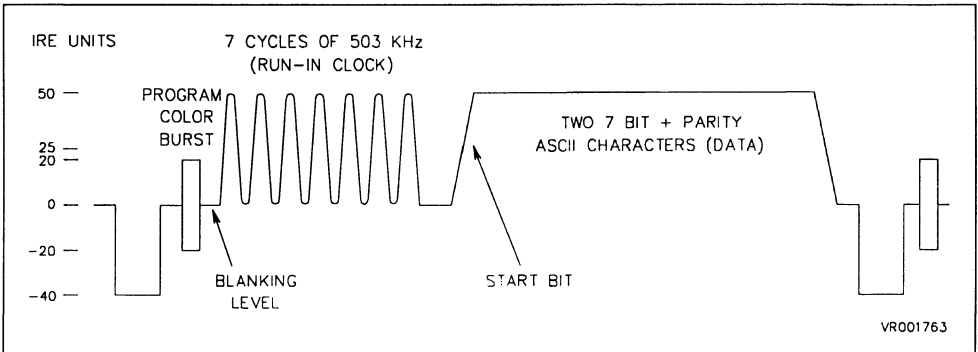 IRE UNITS
7 CYCLES OF 503 KHz
(RUN-IN CLOCK)
50
PROGRAM
COLOR
BURST
TWO 7 BIT + PARITY
ASCII CHARACTERS (DATA)
25
20
0
-20
-40
BLANKING
LEVEL
START BIT
VR001763